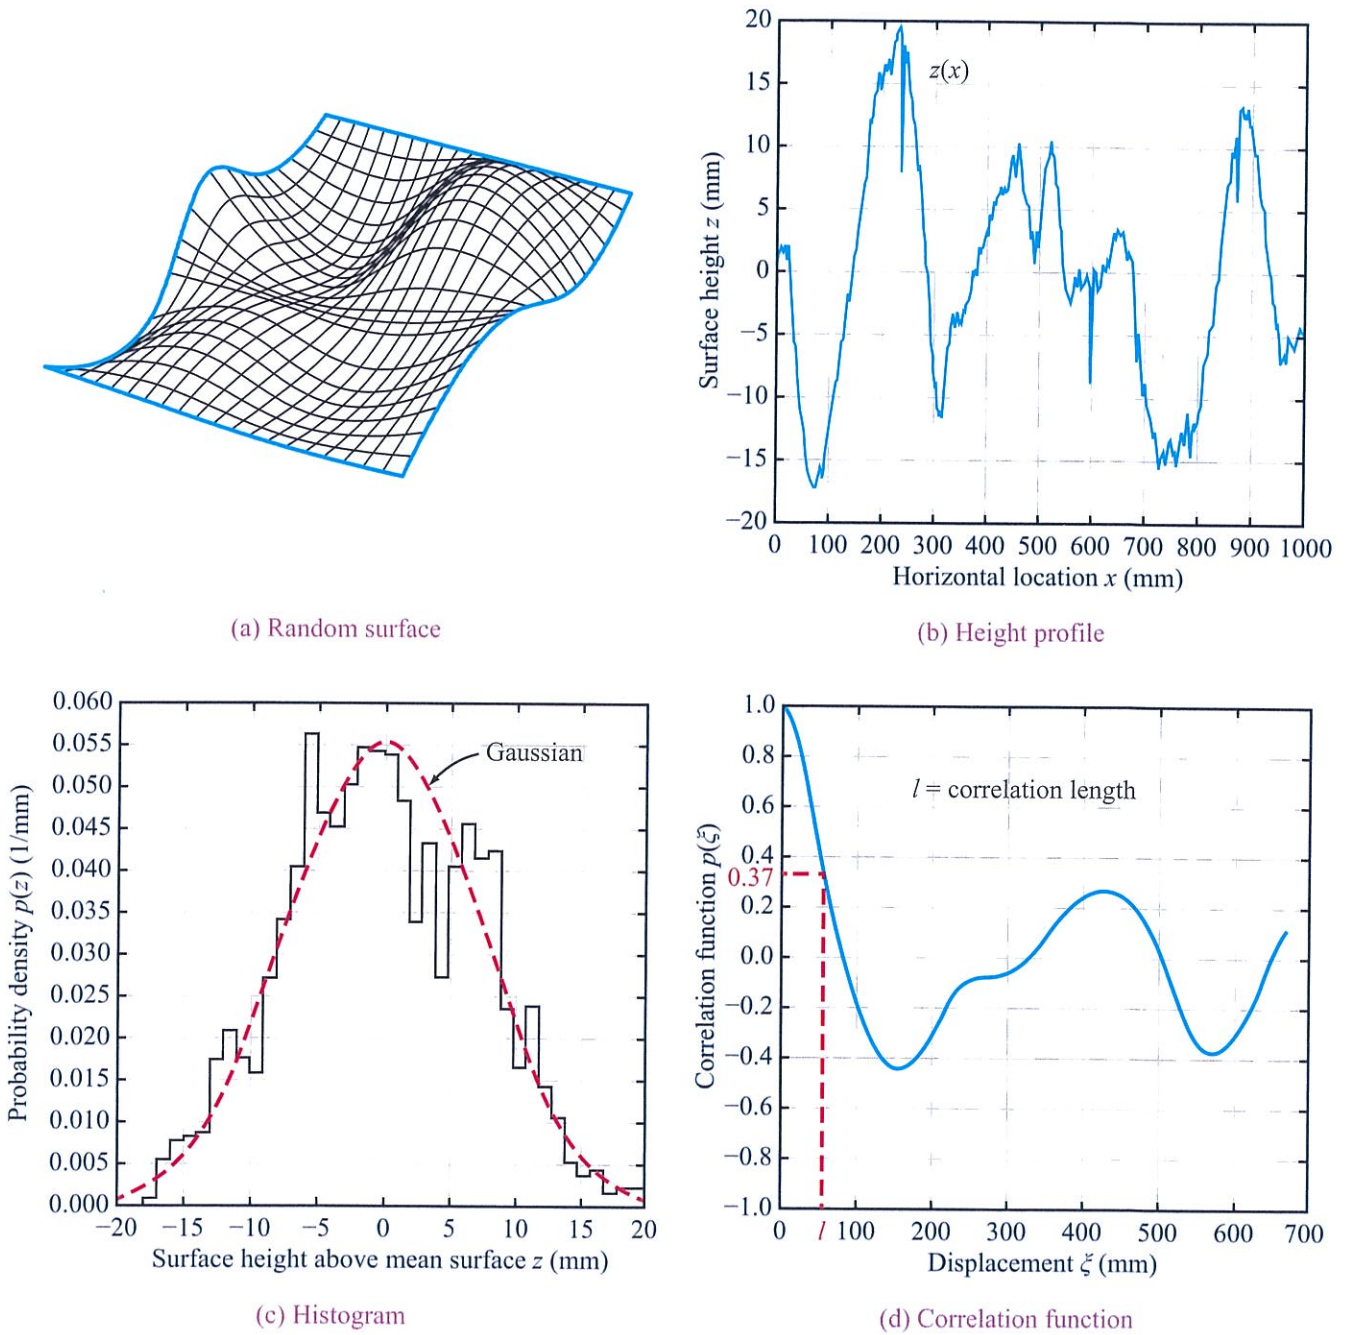 20
15
10
5
0
−5
−10
−15
−20
Surface height z (mm)
z(x)
0 100 200 300 400 500 600 700 800 900 1000
Horizontal location x (mm)
(a) Random surface
(b) Height profile
0.060
0.055
0.050
0.045
0.040
0.035
0.030
0.025
0.020
0.015
0.010
0.005
0.000
Probability density p(z) (1/mm)
Gaussian
−20 −15 −10 −5 0 5 10 15 20
Surface height above mean surface z (mm)
(c) Histogram
1.0
0.8
0.6
0.4
0.37
0.2
0.0
−0.2
−0.4
−0.6
−0.8
−1.0
Correlation function p(ξ)
l = correlation length
0 l 100 200 300 400 500 600 700
Displacement ξ (mm)
(d) Correlation function